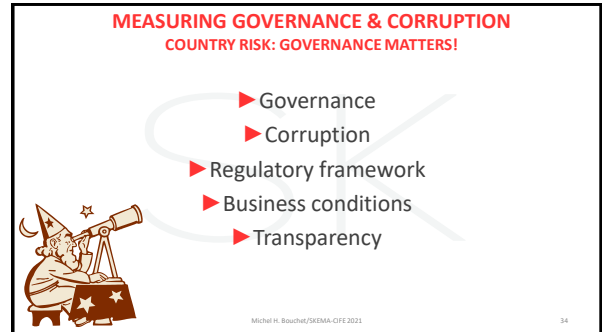 MEASURING GOVERNANCE & CORRUPTION
COUNTRY RISK: GOVERNANCE MATTERS!
SK
►Governance
►Corruption
►Regulatory framework
►Business conditions
►Transparency
Michel H. Bouchet/SKEMA-CIFE 2021
34